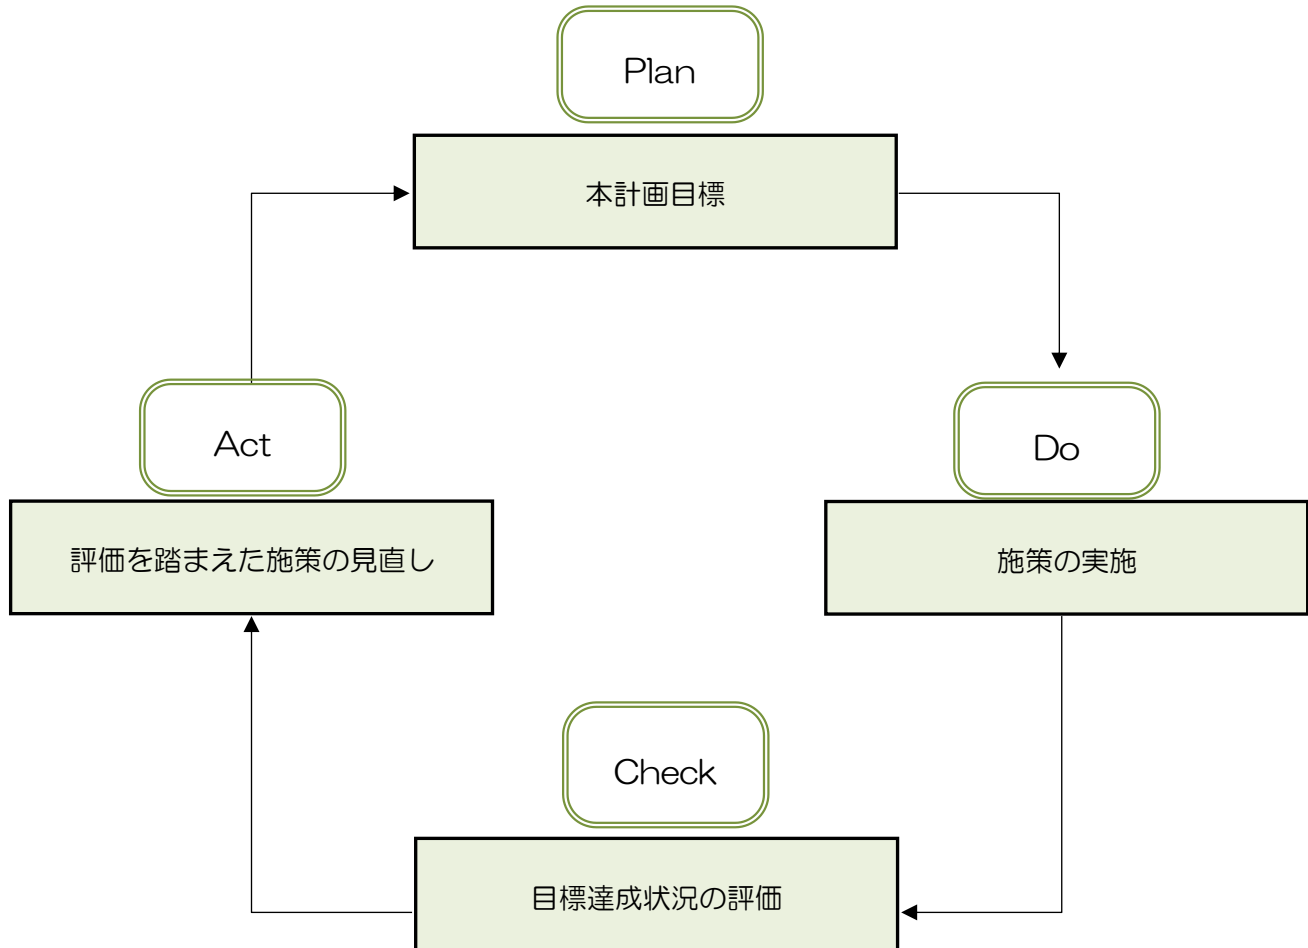 Plan
本計画目標
Act
評価を踏まえた施策の見直し
Do
施策の実施
Check
目標達成状況の評価